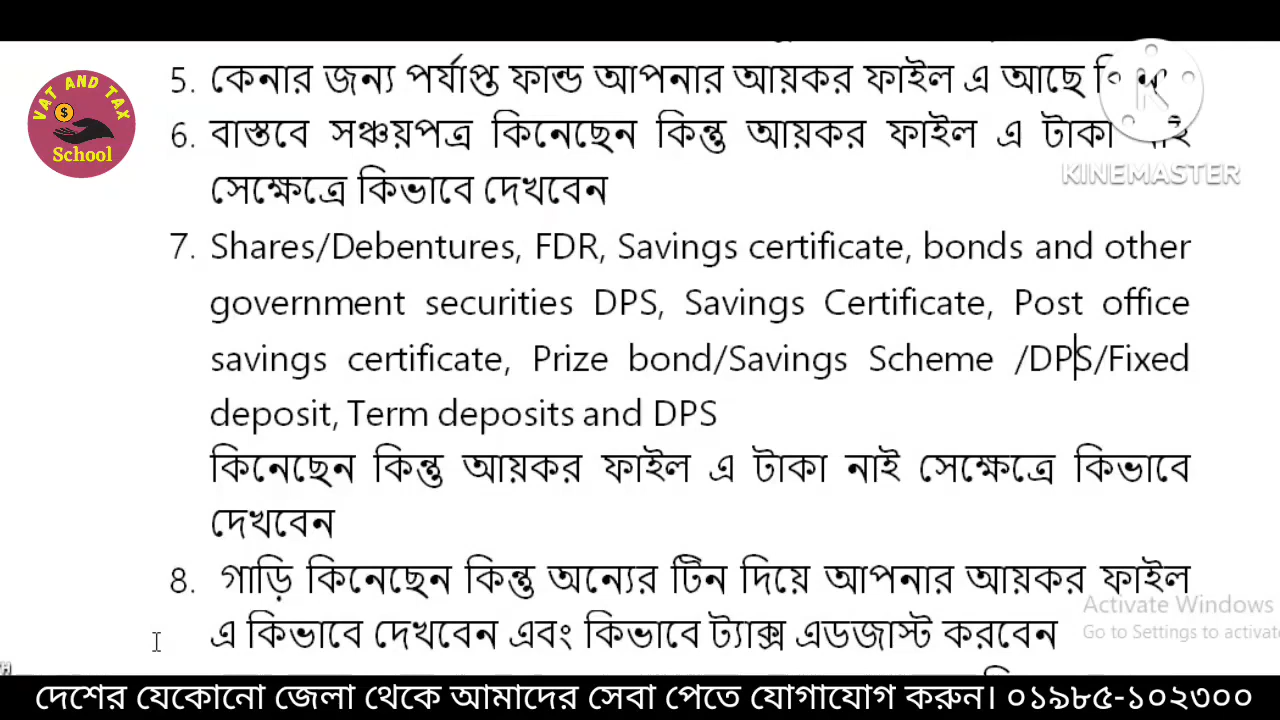 VAT AND TAX
School
5. কেনার জন্য পর্যাপ্ত ফান্ড আপনার আয়কর ফাইল এ আছে
KINEMASTER
6. বাস্তবে সঞ্চয়পত্র কিনেছেন কিন্তু আয়কর ফাইল এ টাকা নাই
সেক্ষেত্রে কিভাবে দেখবেন
7. Shares/Debentures, FDR, Savings certificate, bonds and other
government securities DPS, Savings Certificate, Post office
savings certificate, Prize bond/Savings Scheme /DPS/Fixed
deposit, Term deposits and DPS
কিনেছেন কিন্তু আয়কর ফাইল এ টাকা নাই সেক্ষেত্রে কিভাবে
দেখবেন
8. গাড়ি কিনেছেন কিন্তু অন্যের টিন দিয়ে আপনার আয়কর ফাইল
এ কিভাবে দেখবেন এবং কিভাবে ট্যাক্স এডজাস্ট করবেন
Activate Windows
Go to Settings to activat
দেশের যেকোনো জেলা থেকে আমাদের সেবা পেতে যোগাযোগ করুন। ০১৯৮৫-১০২৩০০